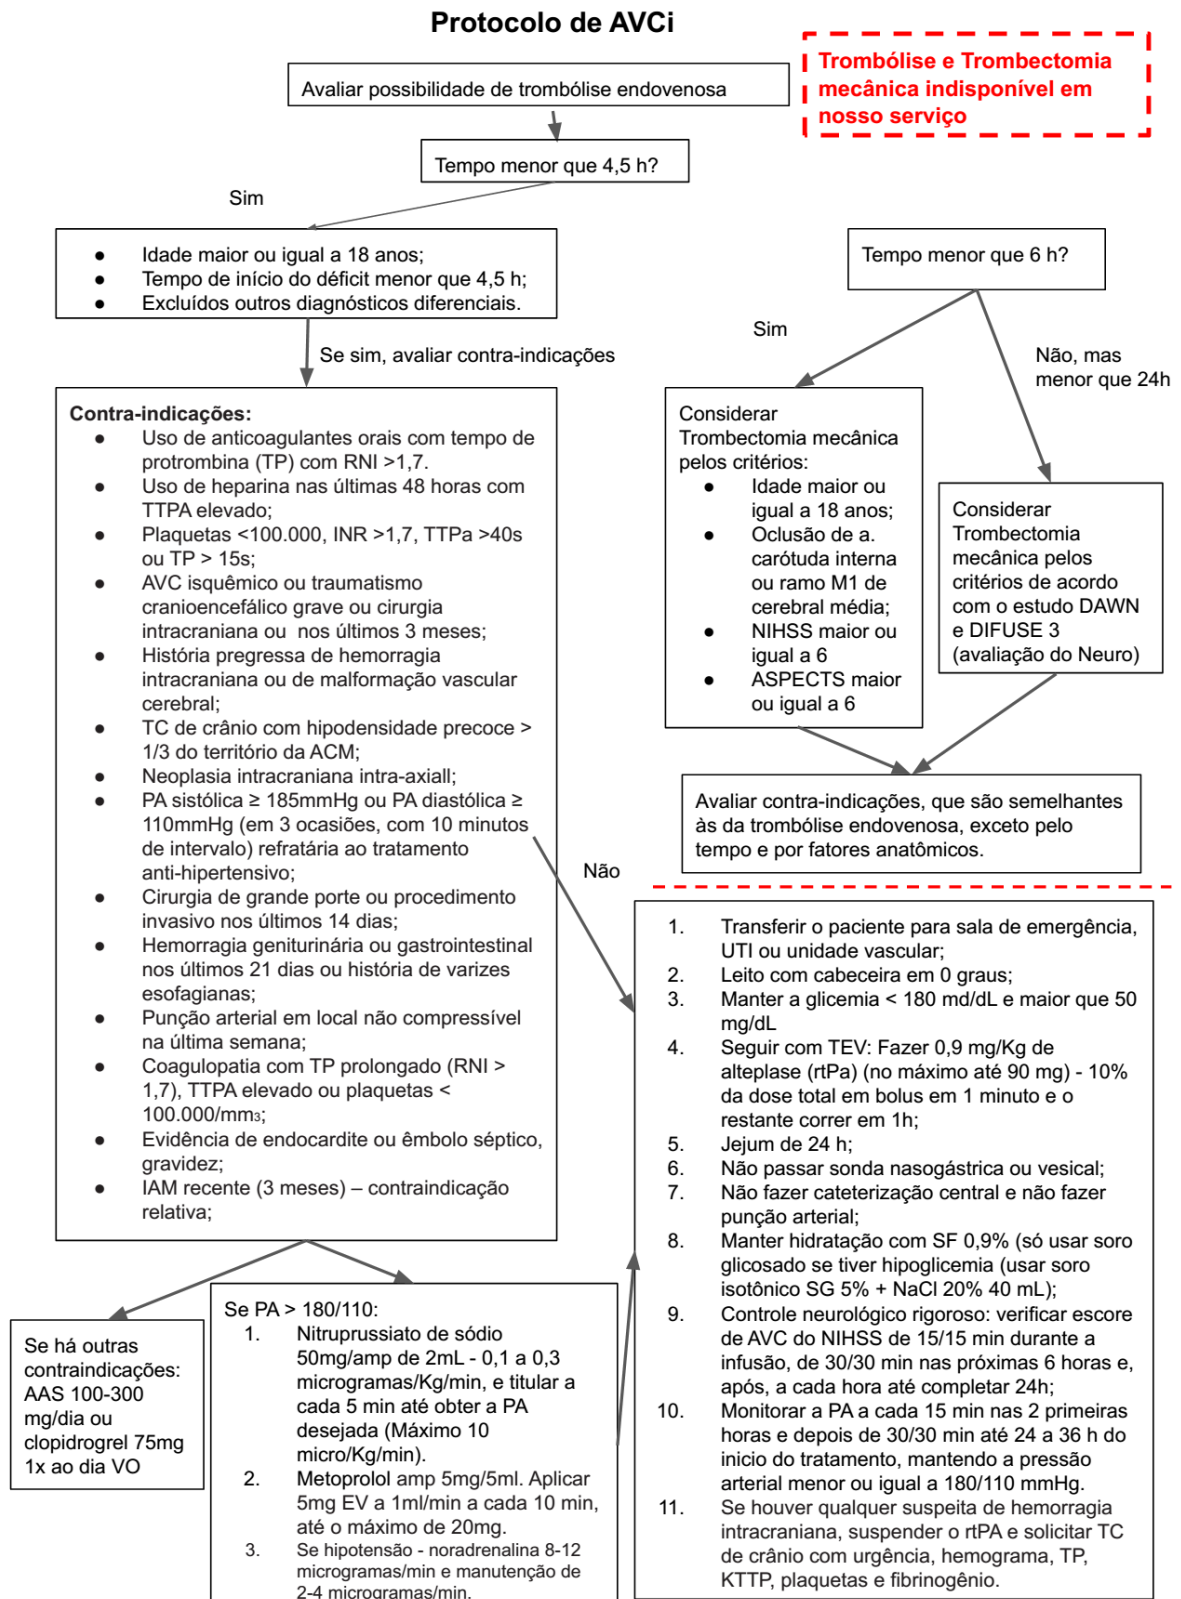 Protocolo de AVCi
Trombólise e Trombectomia
mecânica indisponível em
nosso serviço
Avaliar possibilidade de trombólise endovenosa
Tempo menor que 4,5 h?
Sim
● Idade maior ou igual a 18 anos;
● Tempo de início do déficit menor que 4,5 h;
● Excluídos outros diagnósticos diferenciais.
Se sim, avaliar contra-indicações
Contra-indicações:
● Uso de anticoagulantes orais com tempo de
protrombina (TP) com RNI >1,7.
● Uso de heparina nas últimas 48 horas com
TTPA elevado;
● Plaquetas <100.000, INR >1,7, TTPa >40s
ou TP > 15s;
● AVC isquêmico ou traumatismo
cranioencefálico grave ou cirurgia
intracraniana ou  nos últimos 3 meses;
● História pregressa de hemorragia
intracraniana ou de malformação vascular
cerebral;
● TC de crânio com hipodensidade precoce >
1/3 do território da ACM;
● Neoplasia intracraniana intra-axiall;
● PA sistólica ≥ 185mmHg ou PA diastólica ≥
110mmHg (em 3 ocasiões, com 10 minutos
de intervalo) refratária ao tratamento
anti-hipertensivo;
● Cirurgia de grande porte ou procedimento
invasivo nos últimos 14 dias;
● Hemorragia geniturinária ou gastrointestinal
nos últimos 21 dias ou história de varizes
esofagianas;
● Punção arterial em local não compressível
na última semana;
● Coagulopatia com TP prolongado (RNI >
1,7), TTPA elevado ou plaquetas <
100.000/mm3;
● Evidência de endocardite ou êmbolo séptico,
gravidez;
● IAM recente (3 meses) – contraindicação
relativa;
Se há outras
contraindicações:
AAS 100-300
mg/dia ou
clopidrogrel 75mg
1x ao dia VO
Se PA > 180/110:
1. Nitruprussiato de sódio
50mg/amp de 2mL - 0,1 a 0,3
microgramas/Kg/min, e titular a
cada 5 min até obter a PA
desejada (Máximo 10
micro/Kg/min).
2. Metoprolol amp 5mg/5ml. Aplicar
5mg EV a 1ml/min a cada 10 min,
até o máximo de 20mg.
3. Se hipotensão - noradrenalina 8-12
microgramas/min e manutenção de
2-4 microgramas/min.
Tempo menor que 6 h?
Sim
Não, mas
menor que 24h
Considerar
Trombectomia mecânica
pelos critérios:
● Idade maior ou
igual a 18 anos;
● Oclusão de a.
carótuda interna
ou ramo M1 de
cerebral média;
● NIHSS maior ou
igual a 6
● ASPECTS maior
ou igual a 6
Considerar
Trombectomia
mecânica pelos
critérios de acordo
com o estudo DAWN
e DIFUSE 3
(avaliação do Neuro)
Avaliar contra-indicações, que são semelhantes
às da trombólise endovenosa, exceto pelo
tempo e por fatores anatômicos.
Não
1. Transferir o paciente para sala de emergência,
UTI ou unidade vascular;
2. Leito com cabeceira em 0 graus;
3. Manter a glicemia < 180 md/dL e maior que 50
mg/dL
4. Seguir com TEV: Fazer 0,9 mg/Kg de
alteplase (rtPa) (no máximo até 90 mg) - 10%
da dose total em bolus em 1 minuto e o
restante correr em 1h;
5. Jejum de 24 h;
6. Não passar sonda nasogástrica ou vesical;
7. Não fazer cateterização central e não fazer
punção arterial;
8. Manter hidratação com SF 0,9% (só usar soro
glicosado se tiver hipoglicemia (usar soro
isotônico SG 5% + NaCl 20% 40 mL);
9. Controle neurológico rigoroso: verificar escore
de AVC do NIHSS de 15/15 min durante a
infusão, de 30/30 min nas próximas 6 horas e,
após, a cada hora até completar 24h;
10. Monitorar a PA a cada 15 min nas 2 primeiras
horas e depois de 30/30 min até 24 a 36 h do
inicio do tratamento, mantendo a pressão
arterial menor ou igual a 180/110 mmHg.
11. Se houver qualquer suspeita de hemorragia
intracraniana, suspender o rtPA e solicitar TC
de crânio com urgência, hemograma, TP,
KTTP, plaquetas e fibrinogênio.